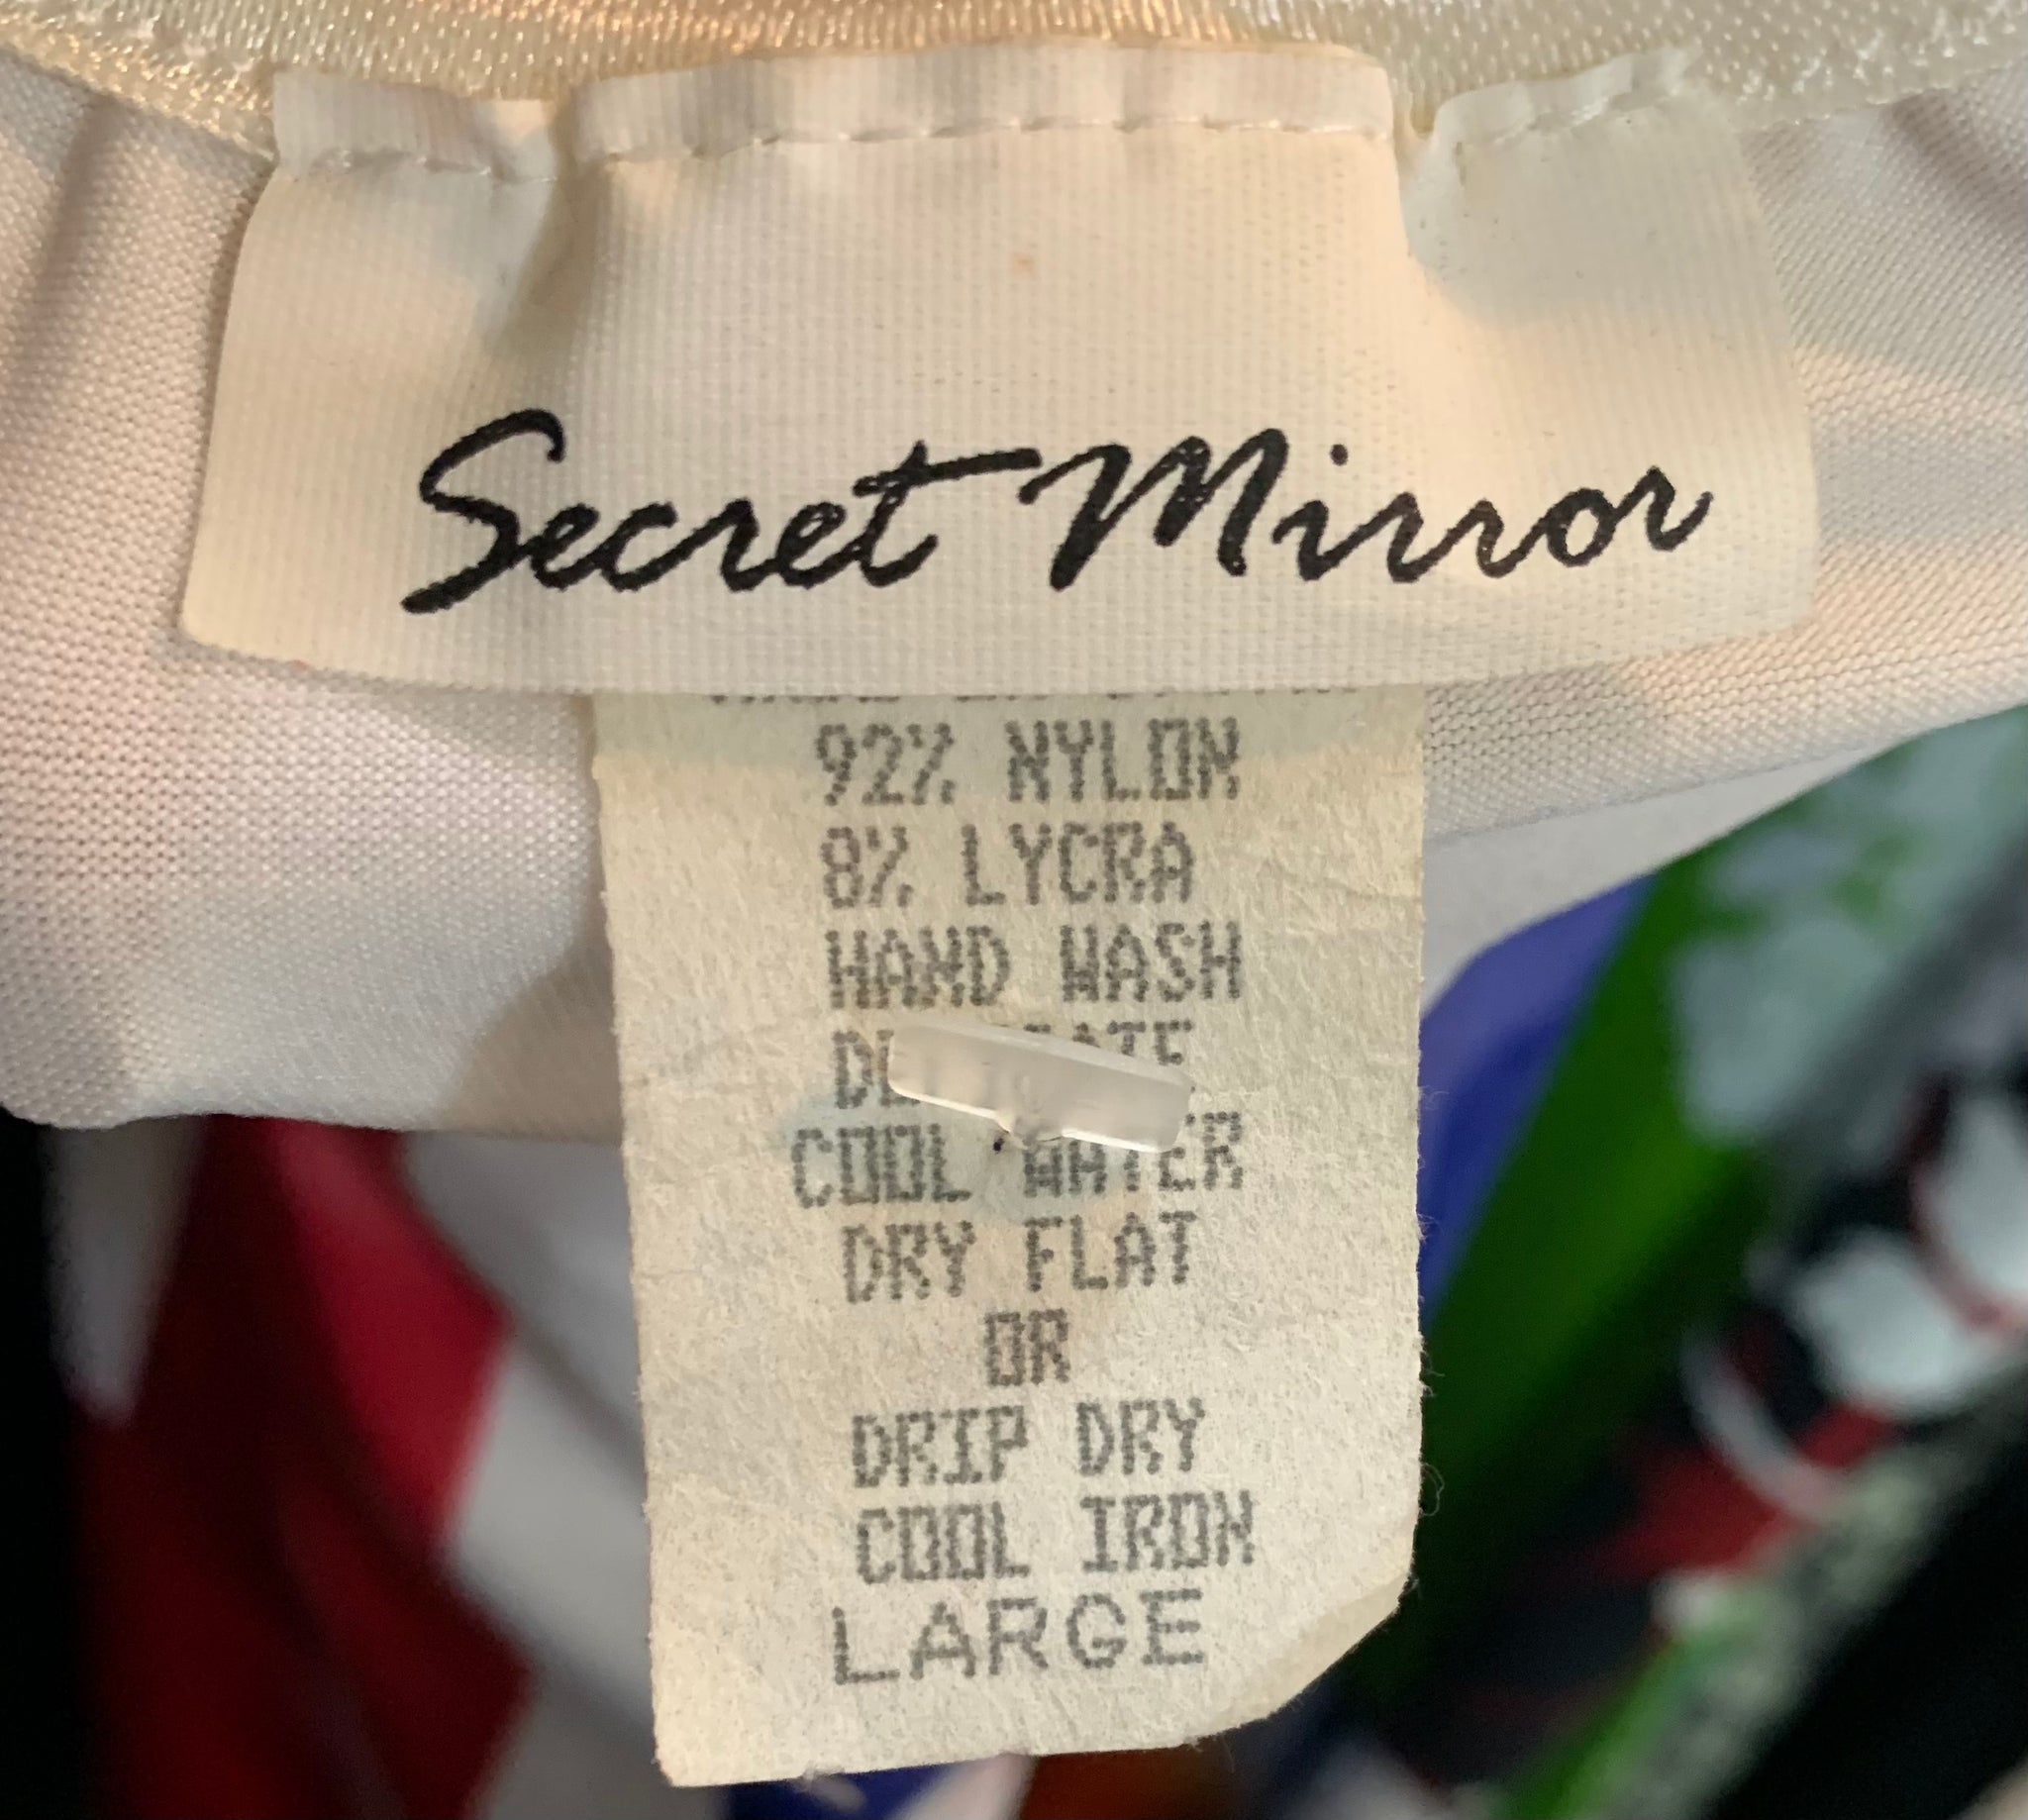 Secret Mirror
92% NYLON
8% LYCRA
HAND WASH
COOL WATER
DRY FLAT
OR
DRIP DRY
COOL IRON
LARGE